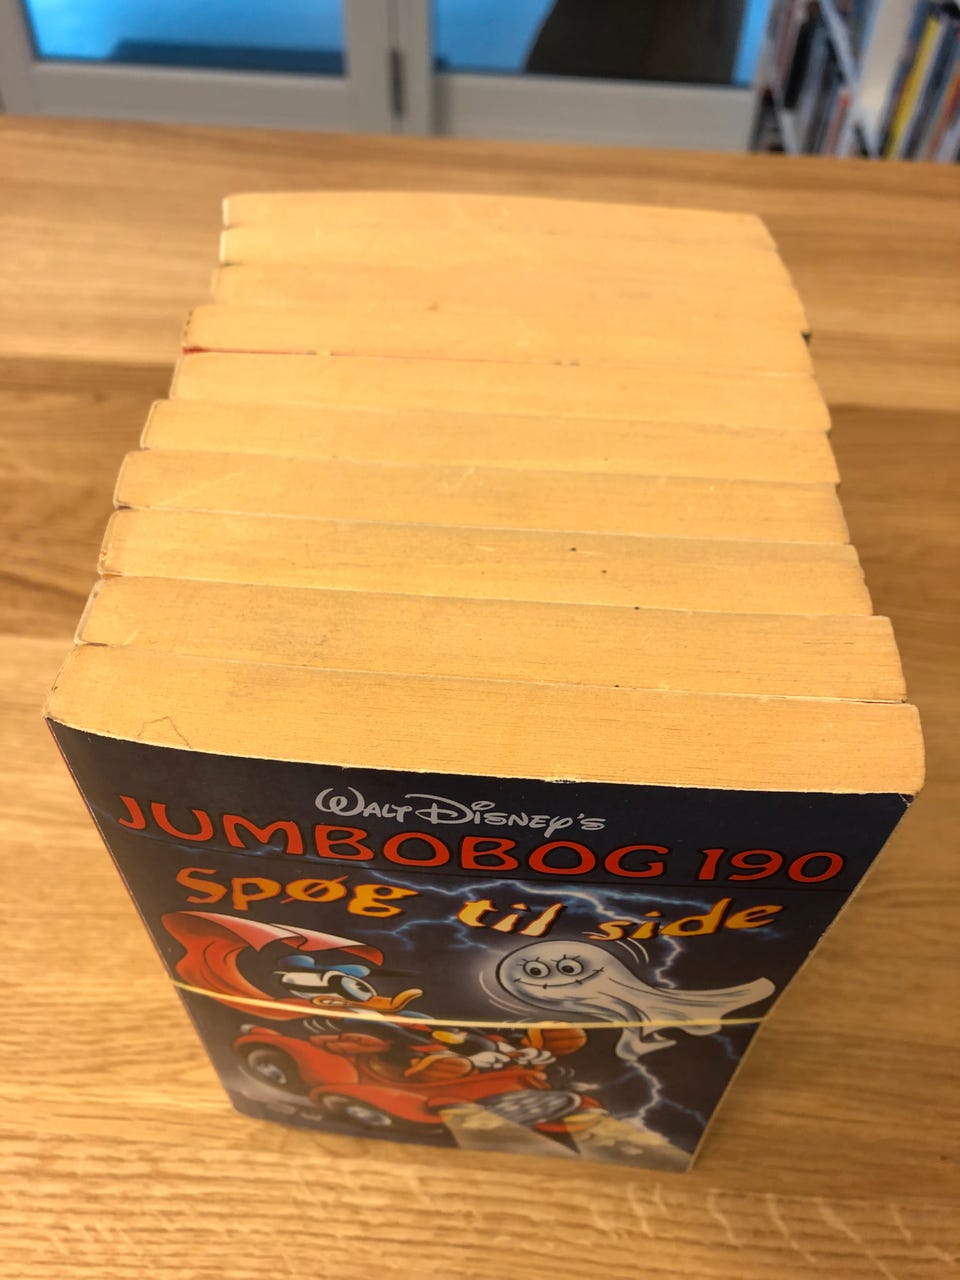 WALT DISNEY'S
JUMBOBOG 190
Spøg til side